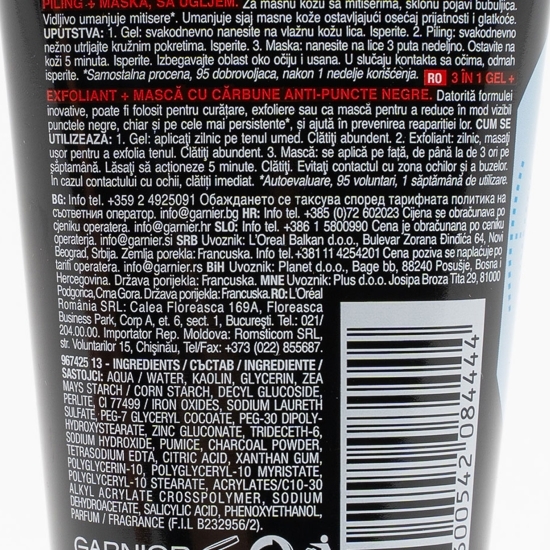 PILING + MASKA, SA UGLJEM. Za masnu kožu sa mitiserima, sklonu pojavi bubuljica.
Vidljivo umanjuje mitisere*. Umanjuje sjaj masne kože ostavljajući osećaj prijatnosti i glatkoće.
UPUTSTVA: 1. Gel: svakodnevno nanesite na vlažnu kožu lica. Isperite. 2. Piling: svakodnevno
nežno utrljajte kružnim pokretima. Isperite. 3. Maska: nanesite na lice 3 puta nedeljno. Ostavite na
koži 5 minuta. Isperite. Izbegavajte oblast oko očiju i usana. U slučaju kontakta sa očima, odmah
isperite. *Samostalna procena, 95 dobrovoljaca, nakon 1 nedelje korišćenja. RO 3 ÎN 1 GEL +
EXFOLIANT + MASCĂ CU CĂRBUNE ANTI-PUNCTE NEGRE. Datorită formulei
inovative, poate fi folosit pentru curățare, exfoliere sau ca mască pentru a reduce în mod vizibil
punctele negre, chiar și pe cele mai persistente*, și ajută în prevenirea reapariției lor. CUM SE
UTILIZEAZĂ: 1. Gel: aplicați zilnic pe tenul umed. Clătiți abundent. 2. Exfoliant: zilnic, masați
ușor pentru a exfolia tenul. Clătiți abundent. 3. Mască: se aplică pe față, de până la de 3 ori pe
săptămână. Lăsați să acționeze 5 minute. Clătiți. Evitați contactul cu zona ochilor și a buzelor.
În cazul contactului cu ochii, clătiți imediat. *Autoevaluare, 95 voluntari, 1 săptămână de utilizare.
BG: Info tel. +359 2 4925091 Обаждането се таксува според тарифната политика на
съответния оператор. info@garnier.bg HR: Info tel. +385 (0)72 602023 Cijena se obračunava po
cjeniku operatera. info@garnier.hr SLO: Info tel. +386 1 5800990 Cena je obračunana po ceniku
operaterja. info@garnier.si SRB Uvoznik: L'Oreal Balkan d.o.o., Bulevar Zorana Đinđića 64, Novi
Beograd, Srbija. Zemlja porekla: Francuska. Info tel. +381 11 4254201 Cena poziva se naplaćuje po
cjeniku operatera. info@garnier.rs BiH Uvoznik: Planet d.o.o., Bage bb, 88240 Posušje, Bosna i
Hercegovina. Država porijekla: Francuska. MNE Uvoznik: Plus d.o.o. Josipa Broza Tita 29, 81000
Podgorica, Crna Gora. Država porijekla: Francuska. RO: L'Oréal
România SRL: Calea Floreasca 169A, Floreasca
Business Park, Corp A, et. 6, sect. 1, București. Tel.: 021/
204.00.00. Importator Rep. Moldova: Romsticom SRL,
str. Voluntarilor 15, Chișinău, Tel/Fax: +373 (022) 855687.
967425 13 - INGREDIENTS / СЪСТАВ / INGREDIENTE /
SASTOJCI: AQUA / WATER, KAOLIN, GLYCERIN, ZEA
MAYS STARCH / CORN STARCH, DECYL GLUCOSIDE,
PERLITE, CI 77499 / IRON OXIDES, SODIUM LAURETH
SULFATE, PEG-7 GLYCERYL COCOATE, PEG-30 DIPOLY-
HYDROXYSTEARATE, ZINC GLUCONATE, TRIDECETH-6,
SODIUM HYDROXIDE, PUMICE, CHARCOAL POWDER,
TETRASODIUM EDTA, CITRIC ACID, XANTHAN GUM,
POLYGLYCERIN-10, POLYGLYCERYL-10 MYRISTATE,
POLYGLYCERYL-10 STEARATE, ACRYLATES/C10-30
ALKYL ACRYLATE CROSSPOLYMER, SODIUM
DEHYDROACETATE, SALICYLIC ACID, PHENOXYETHANOL,
PARFUM / FRAGRANCE (F.I.L B232956/2).
600542 084444
GARNIER